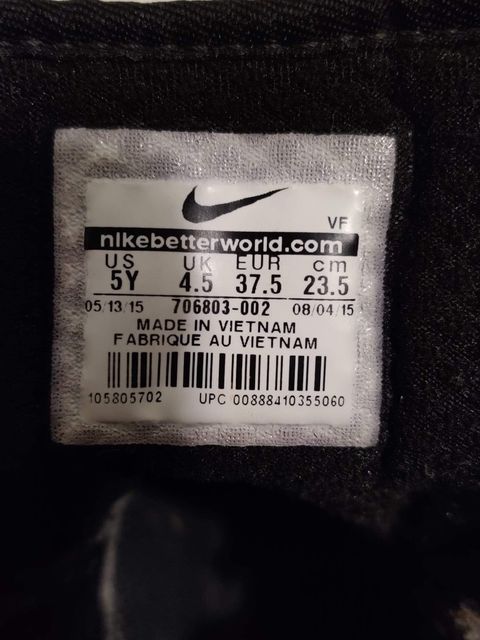 VF
nikebetterworld.com
US UK EUR cm
5Y 4.5 37.5 23.5
05/13/15 706803-002 08/04/15
MADE IN VIETNAM
FABRIQUE AU VIETNAM
105805702 UPC 00888410355060